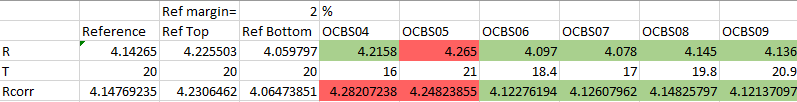 Ref margin= 2 %
Reference Ref Top Ref Bottom OCBS04 OCBS05 OCBS06 OCBS07 OCBS08 OCBS09
R 4.14265 4.225503 4.059797 4.2158 4.265 4.097 4.078 4.145 4.136
T 20 20 20 16 21 18.4 17 19.8 20.9
Rcorr 4.14769235 4.2306462 4.06473851 4.28207238 4.24823855 4.12276194 4.12607962 4.14825797 4.12137097